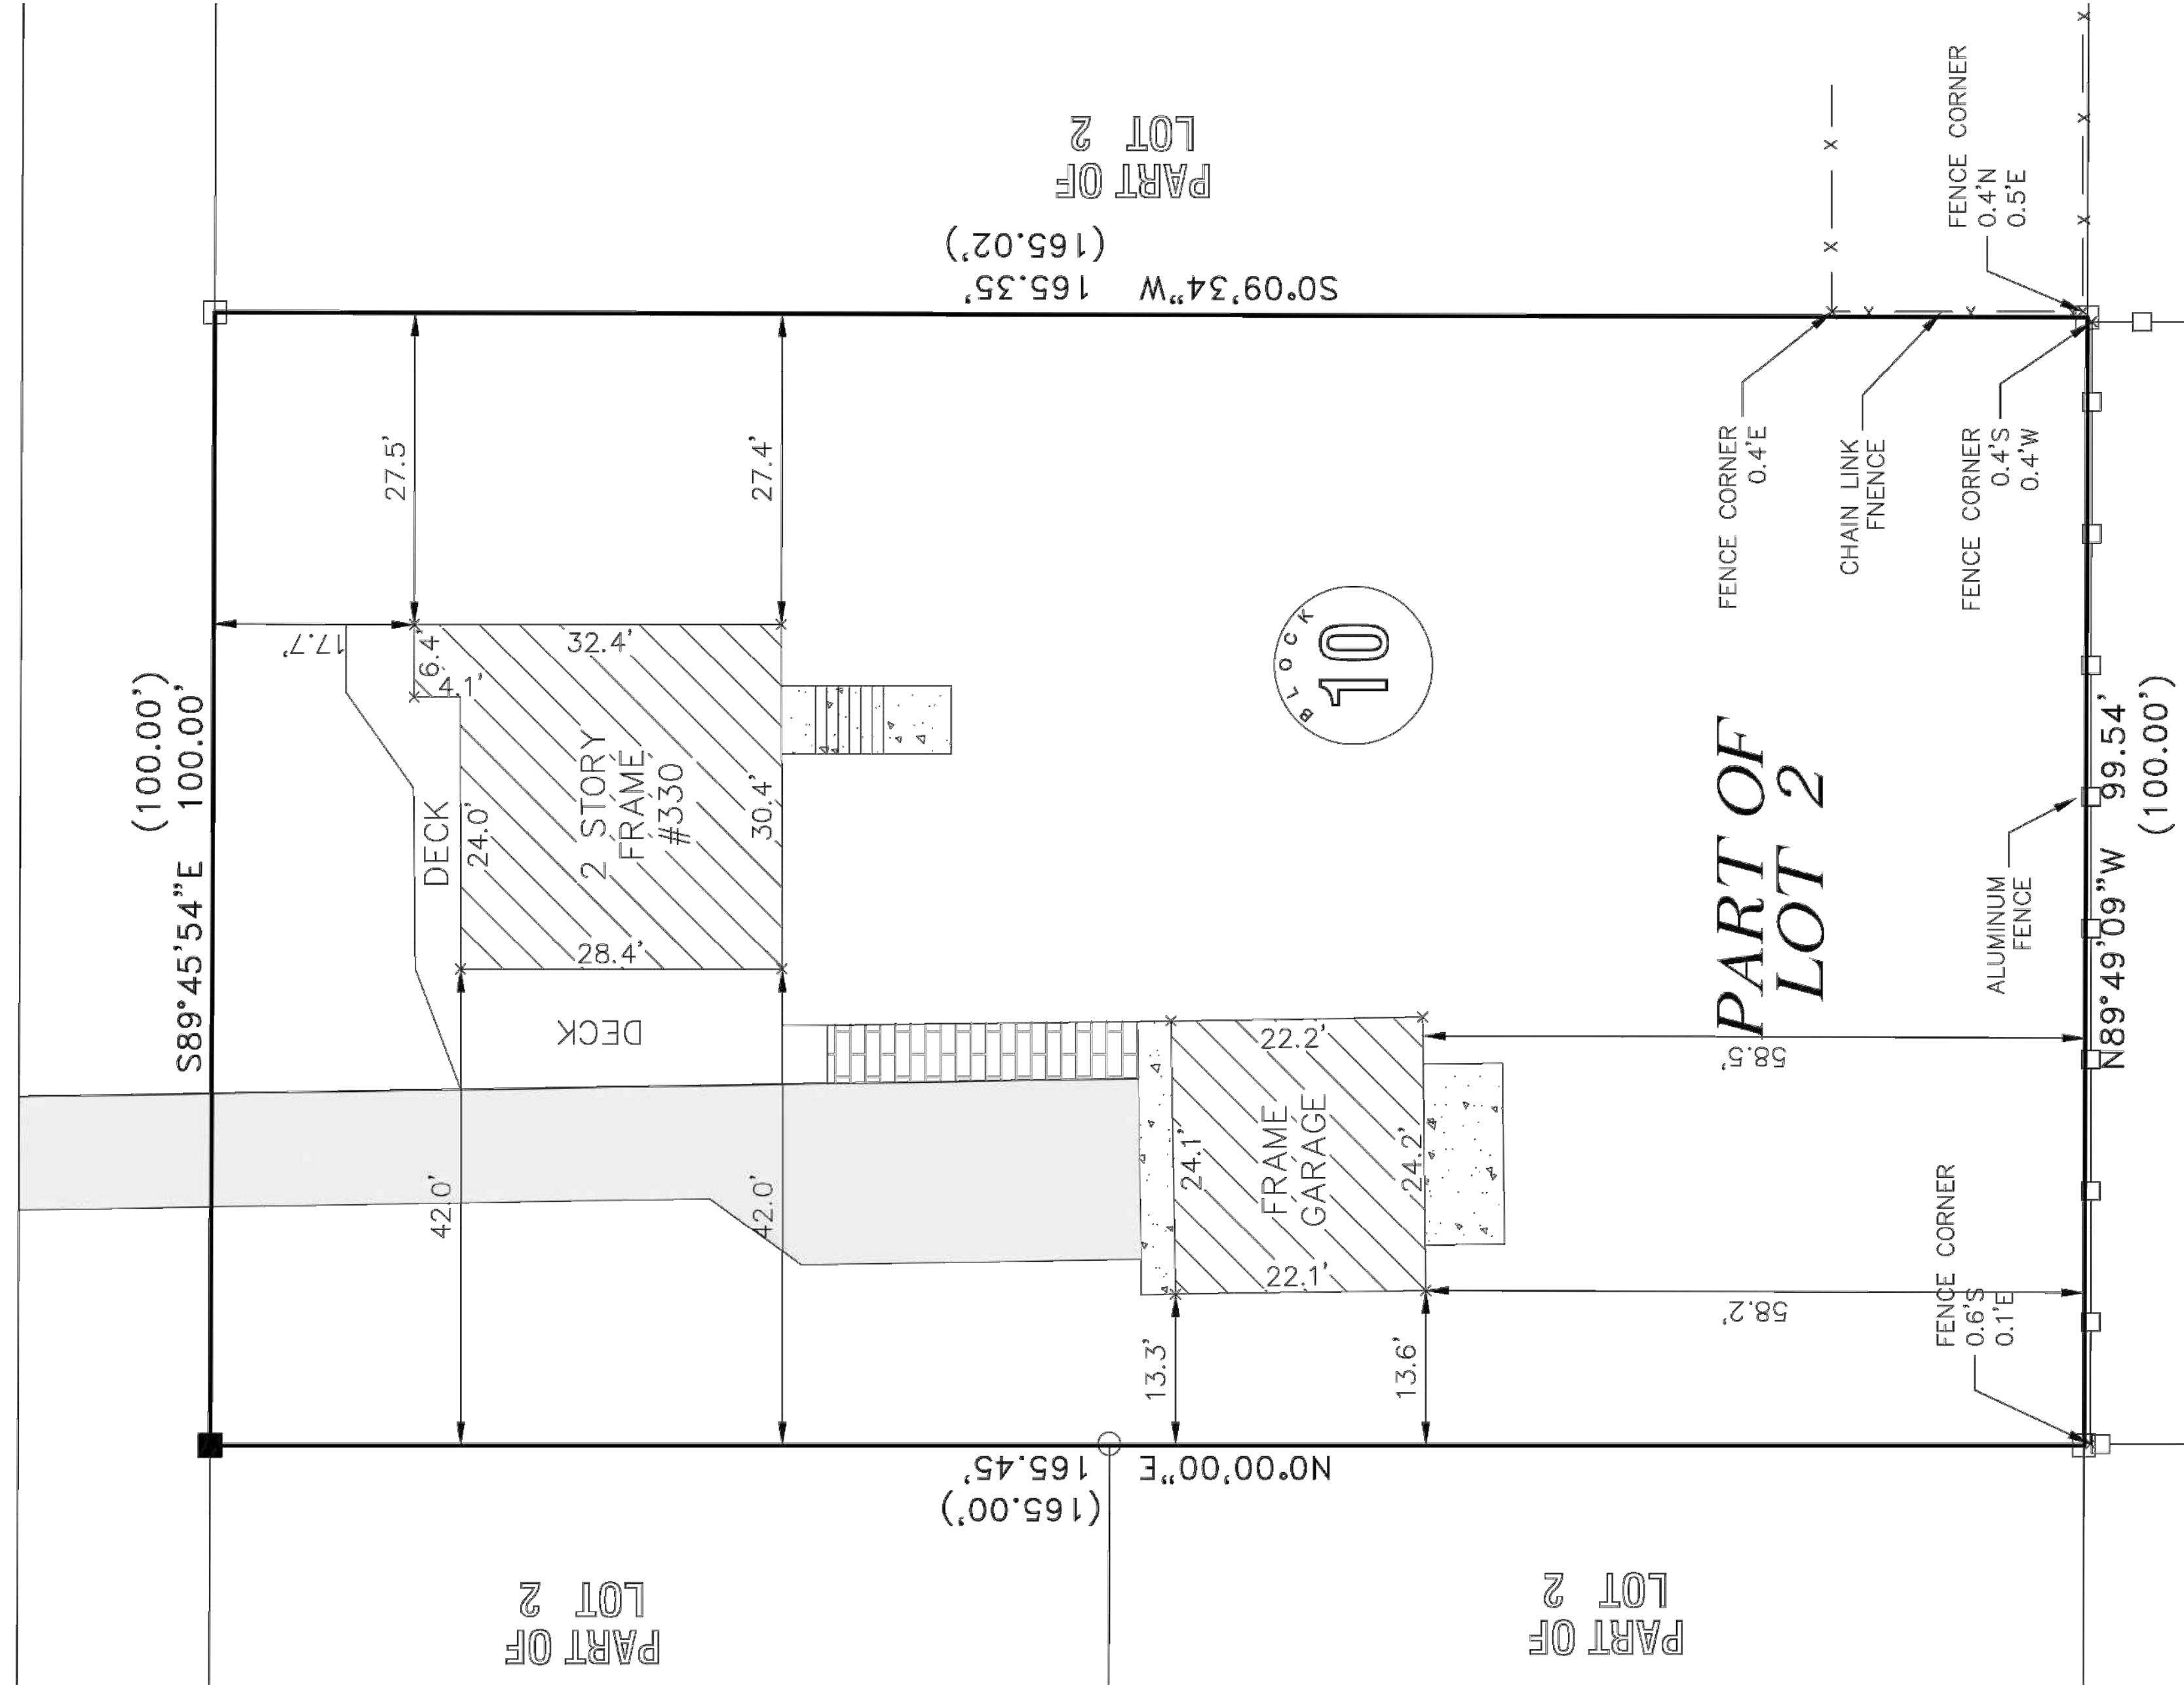 (100.00')
S89°45'54"E 100.00'
PART OF
LOT 2
(165.02')
S0°09'34"W 165.35'
27.5'
27.4'
17.7'
6.4'
4.1'
32.4'
DECK
24.0'
2 STORY
FRAME
#330
30.4'
28.4'
DECK
42.0'
42.0'
BLOCK
10
FENCE CORNER
0.4'N
0.5'E
FENCE CORNER
0.4'E
CHAIN LINK
FNENCE
FENCE CORNER
0.4'S
0.4'W
PART OF
LOT 2
22.2'
24.1'
FRAME
GARAGE
24.2'
22.1'
58.5'
58.2'
13.3'
13.6'
ALUMINUM
FENCE
FENCE CORNER
0.6'S
0.1'E
N89°49'09"W 99.54'
(100.00')
N0°00'00"E 165.45'
(165.00')
PART OF
LOT 2
PART OF
LOT 2